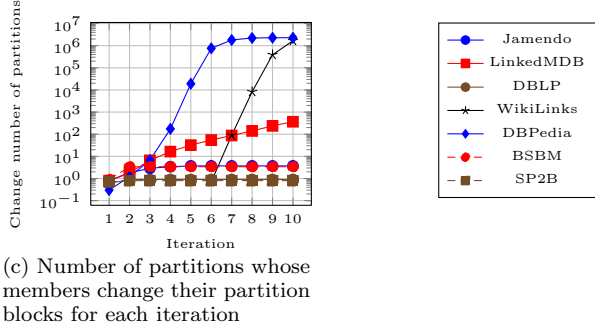 (c)
Change number of partitions
10^7
10^6
10^5
10^4
10^3
10^2
10^1
10^0
10^−1
1 2 3 4 5 6 7 8 9 10
Iteration
Jamendo
LinkedMDB
DBLP
WikiLinks
DBPedia
BSBM
SP2B
(c) Number of partitions whose
members change their partition
blocks for each iteration